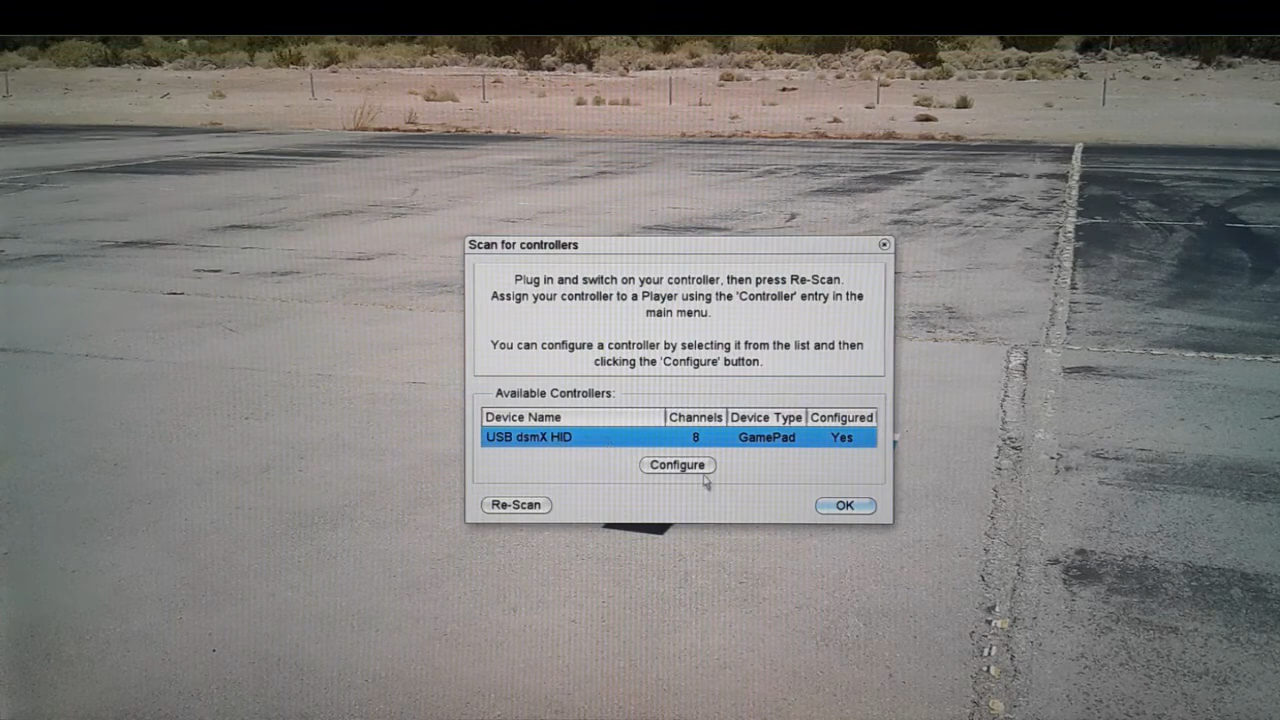 Scan for controllers
Plug in and switch on your controller, then press Re-Scan.
Assign your controller to a Player using the 'Controller' entry in the
main menu.
You can configure a controller by selecting it from the list and then
clicking the 'Configure' button.
Available Controllers:
Device Name Channels Device Type Configured
USB dsmX HID 8 GamePad Yes
Configure
Re-Scan OK